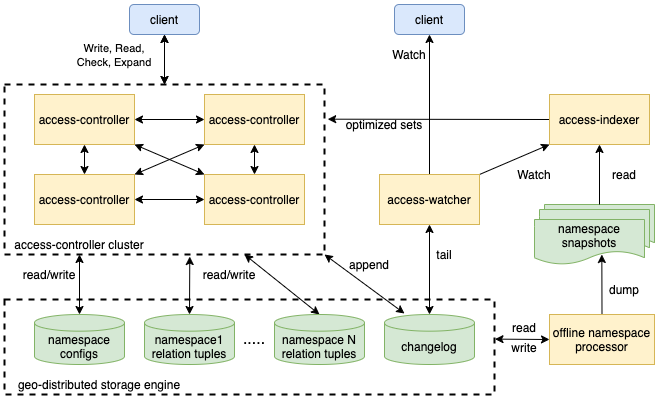 client
client
Write, Read,
Check, Expand
Watch
access-controller
access-controller
optimized sets
access-indexer
access-controller
access-controller
access-watcher
Watch
read
namespace
snapshots
access-controller cluster
read/write
read/write
append
tail
dump
namespace
configs
namespace1
relation tuples
.....
namespace N
relation tuples
changelog
read
write
offline namespace
processor
geo-distributed storage engine